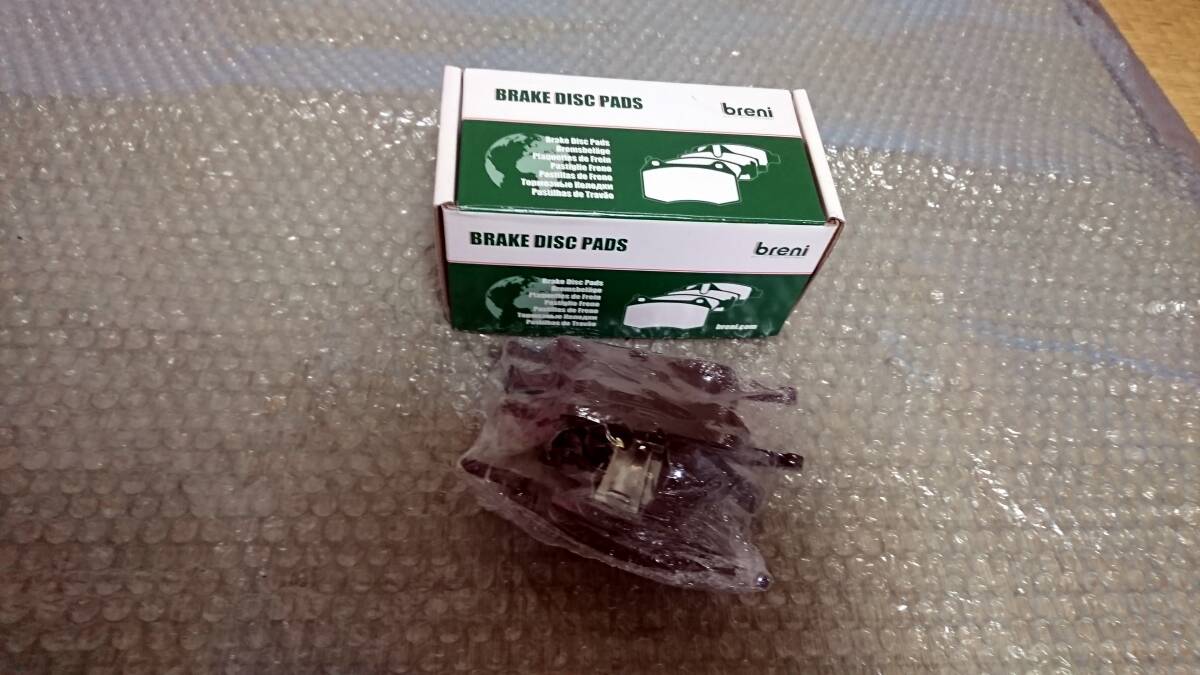 BRAKE DISC PADS
breni
Brake Disc Pads
Bremsbeläge
Plaquettes de Frein
Pastiglie Freno
Pastillas de Freno
Тормозные Колодки
Pastilhas de Travão
BRAKE DISC PADS
breni
Brake Disc Pads
Bremsbeläge
Plaquettes de Frein
Pastiglie Freno
Pastillas de Freno
Тормозные Колодки
Pastilhas de Travão
breni.com